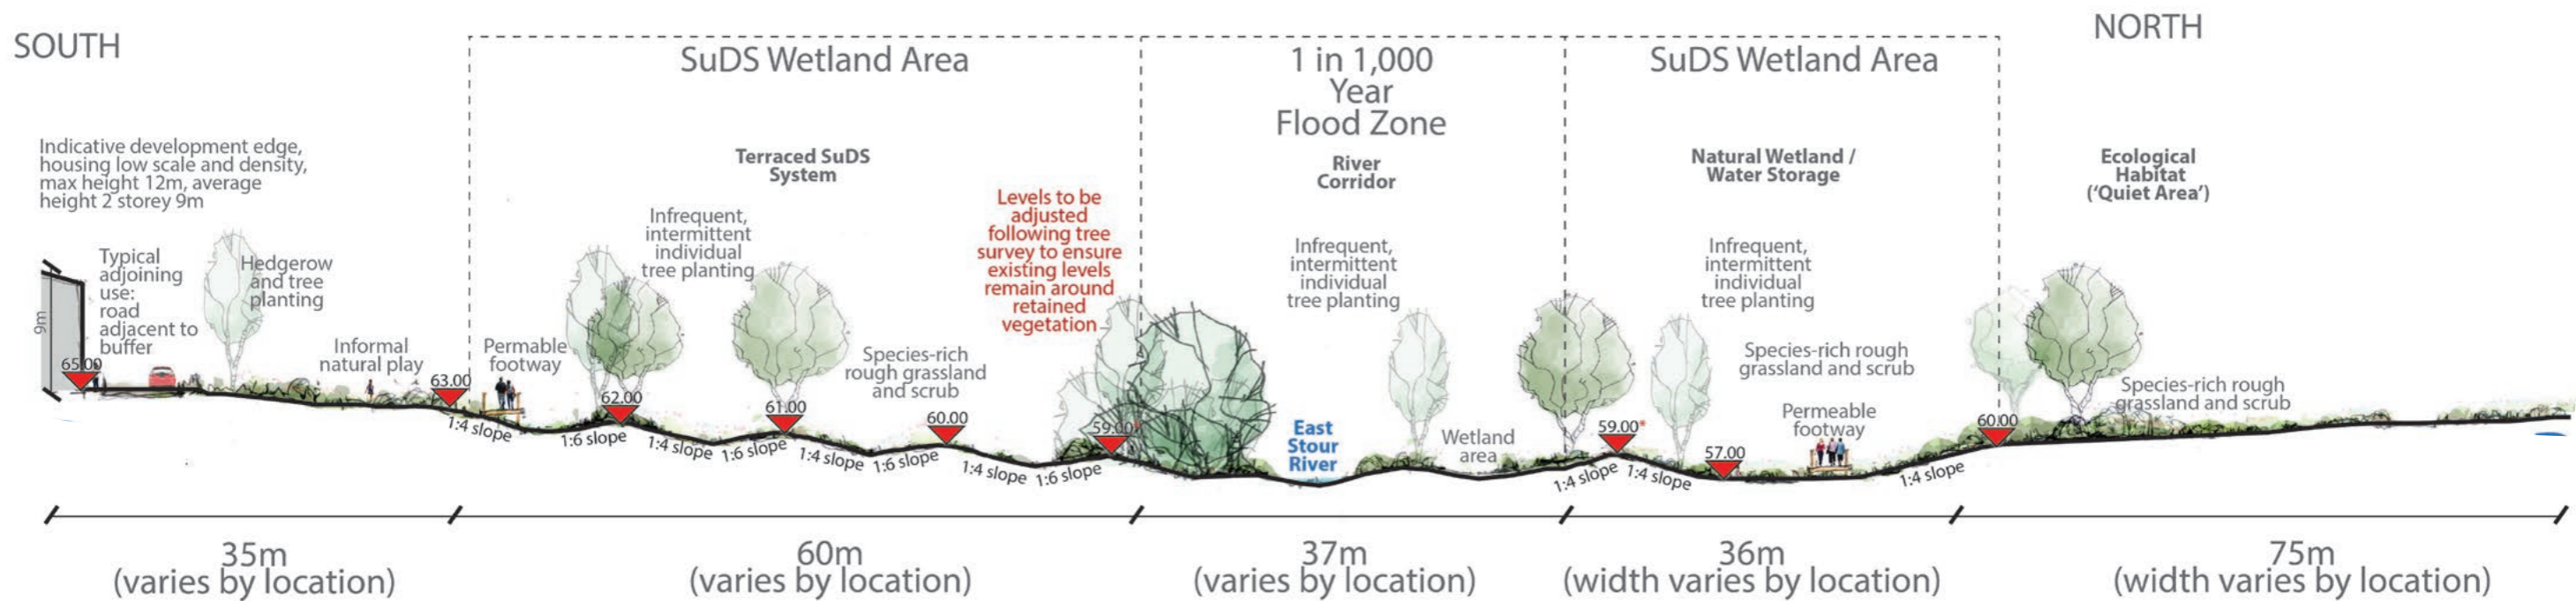 SOUTH
NORTH
SuDS Wetland Area
1 in 1,000
Year
Flood Zone
SuDS Wetland Area
Indicative development edge,
housing low scale and density,
max height 12m, average
height 2 storey 9m
Terraced SuDS
System
River
Corridor
Natural Wetland /
Water Storage
Ecological
Habitat
('Quiet Area')
Typical
adjoining
use:
road
adjacent to
buffer
Hedgerow
and tree
planting
Informal
natural play
Permable
footway
Infrequent,
intermittent
individual
tree planting
Species-rich
rough grassland
and scrub
Levels to be
adjusted
following tree
survey to ensure
existing levels
remain around
retained
vegetation
Infrequent,
intermittent
individual
tree planting
East
Stour
River
Wetland
area
Infrequent,
intermittent
individual
tree planting
Species-rich rough
grassland and scrub
Permeable
footway
Species-rich rough
grassland and scrub
9m
65.00
63.00
62.00
61.00
60.00
59.00*
59.00*
57.00
60.00
1:4 slope
1:6 slope
1:4 slope
1:6 slope
1:4 slope
1:6 slope
1:4 slope
1:6 slope
1:4 slope
1:4 slope
1:4 slope
35m
(varies by location)
60m
(varies by location)
37m
(varies by location)
36m
(width varies by location)
75m
(width varies by location)